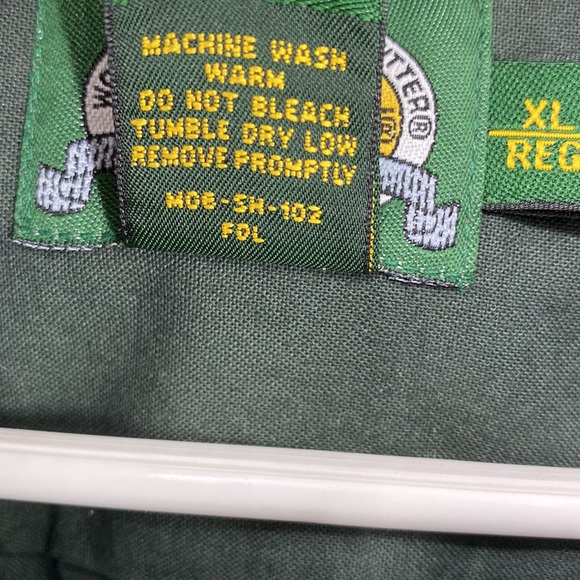 MACHINE WASH
WARM
DO NOT BLEACH
TUMBLE DRY LOW
REMOVE PROMPTLY
M06-SH-102
FOL
XL
REG